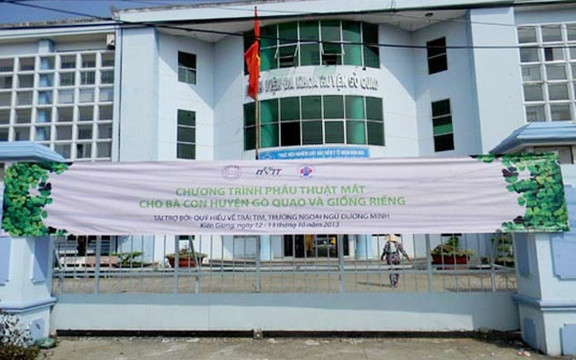 VIỆN ĐA KHOA HUYỆN GÒ QUAO
ITVIT
CHƯƠNG TRÌNH PHẪU THUẬT MẮT
CHO BÀ CON HUYỆN GÒ QUAO VÀ GIỒNG RIỀNG
TÀI TRỢ BỞI: QUỸ HIỂU VỀ TRÁI TIM, TRƯỜNG NGOẠI NGỮ DƯƠNG MINH
Kiên Giang, ngày 12 - 13 tháng 10 năm 2013